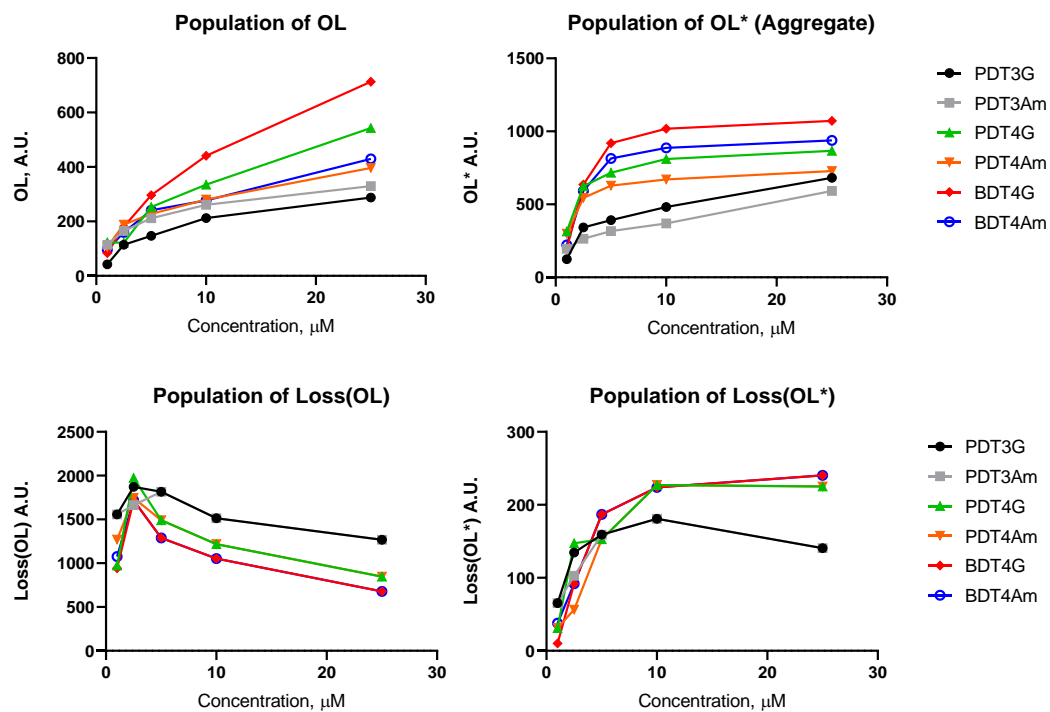 Population of OL
OL, A.U.
800
600
400
200
0
0 10 20 30
Concentration, μM
Population of OL* (Aggregate)
OL* A.U.
1500
1000
500
0
0 10 20 30
Concentration, μM
PDT3G
PDT3Am
PDT4G
PDT4Am
BDT4G
BDT4Am
Population of Loss(OL)
Loss(OL) A.U.
2500
2000
1500
1000
500
0
0 10 20 30
Concentration, μM
Population of Loss(OL*)
Loss(OL*) A.U.
300
200
100
0
0 10 20 30
Concentration, μM
PDT3G
PDT3Am
PDT4G
PDT4Am
BDT4G
BDT4Am